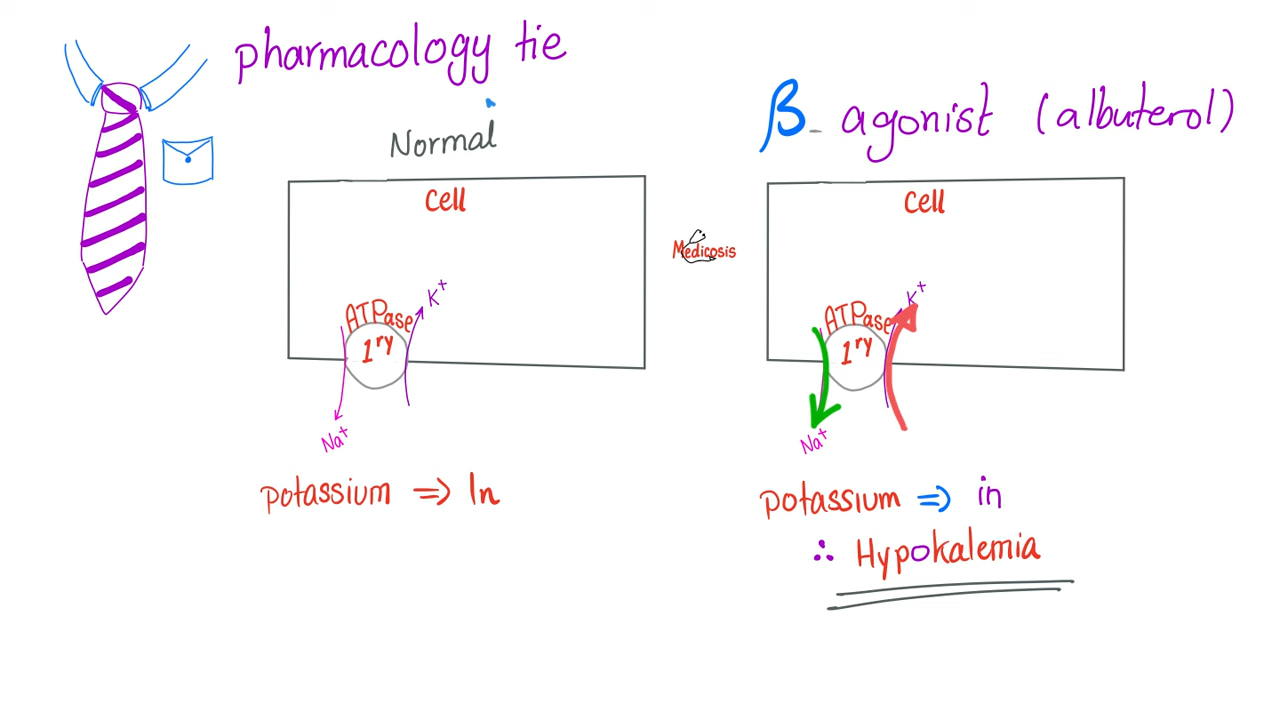 pharmacology tie
Normal
Cell
ATPase
1ry
K+
Na+
potassium ⇒ In
Medicosis
β- agonist (albuterol)
Cell
ATPase
1ry
K+
Na+
potassium ⇒ in
∴ Hypokalemia